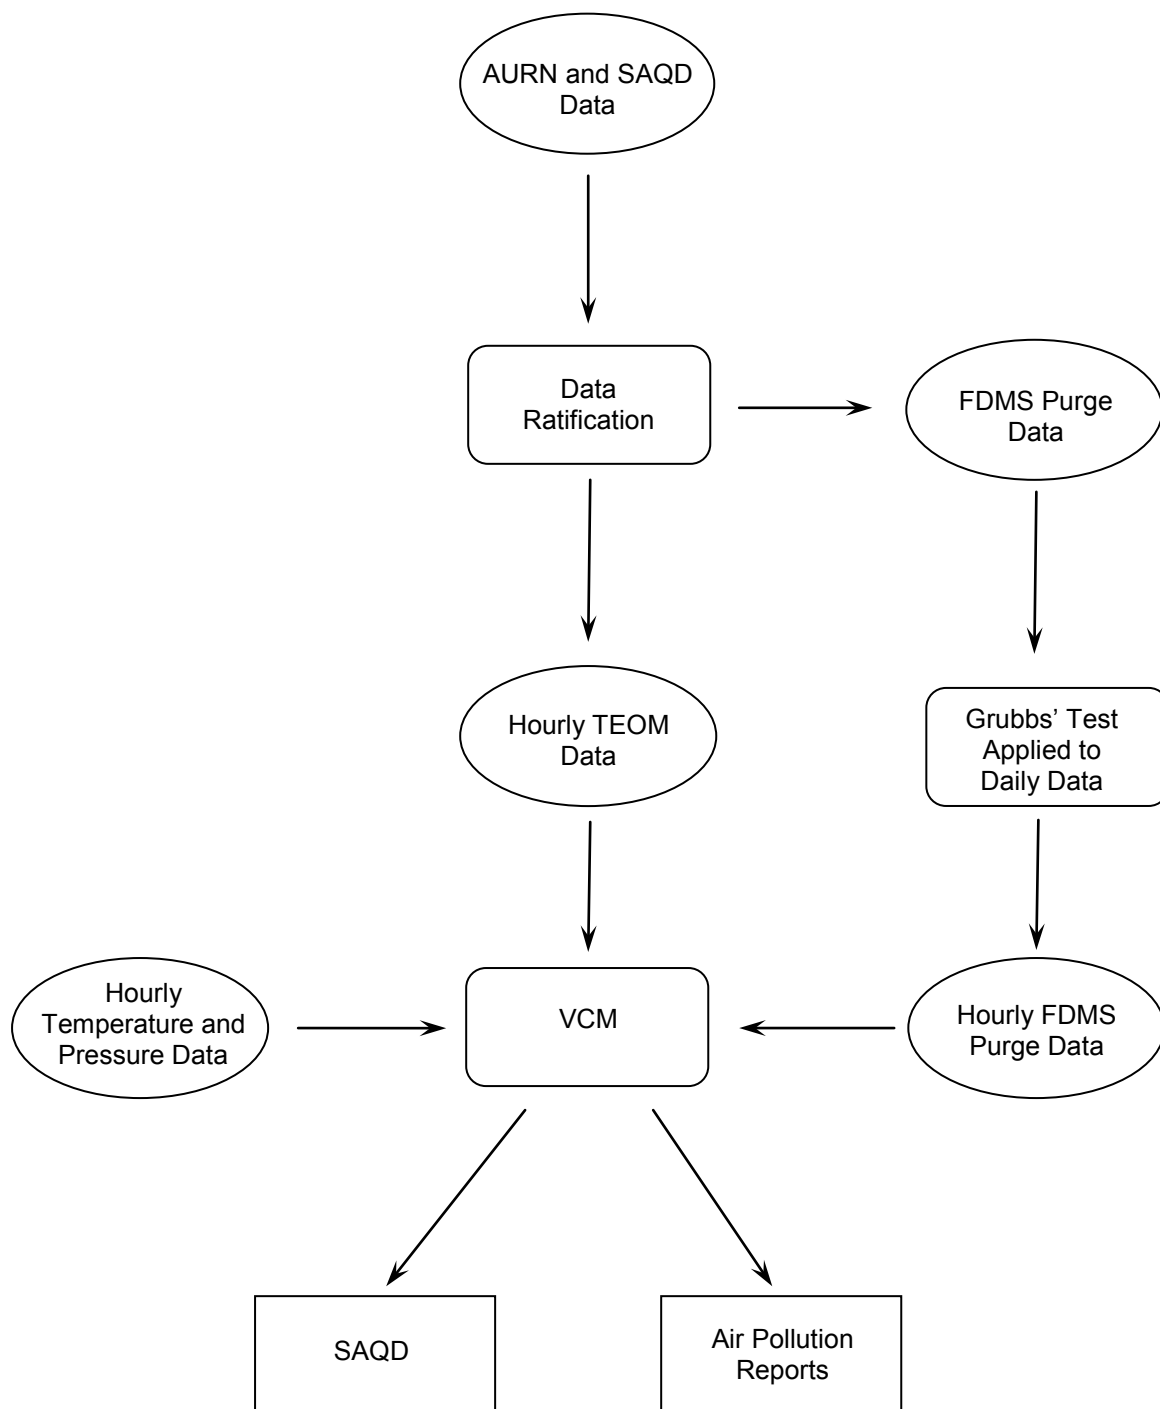 AURN and SAQD
Data
Data
Ratification
FDMS Purge
Data
Hourly TEOM
Data
Grubbs’ Test
Applied to
Daily Data
Hourly
Temperature and
Pressure Data
VCM
Hourly FDMS
Purge Data
SAQD
Air Pollution
Reports